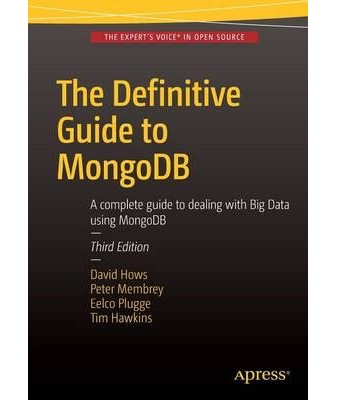 THE EXPERT'S VOICE® IN OPEN SOURCE
The Definitive
Guide to
MongoDB
A complete guide to dealing with Big Data
using MongoDB
—
Third Edition
—
David Hows
Peter Membrey
Eelco Plugge
Tim Hawkins
Apress®